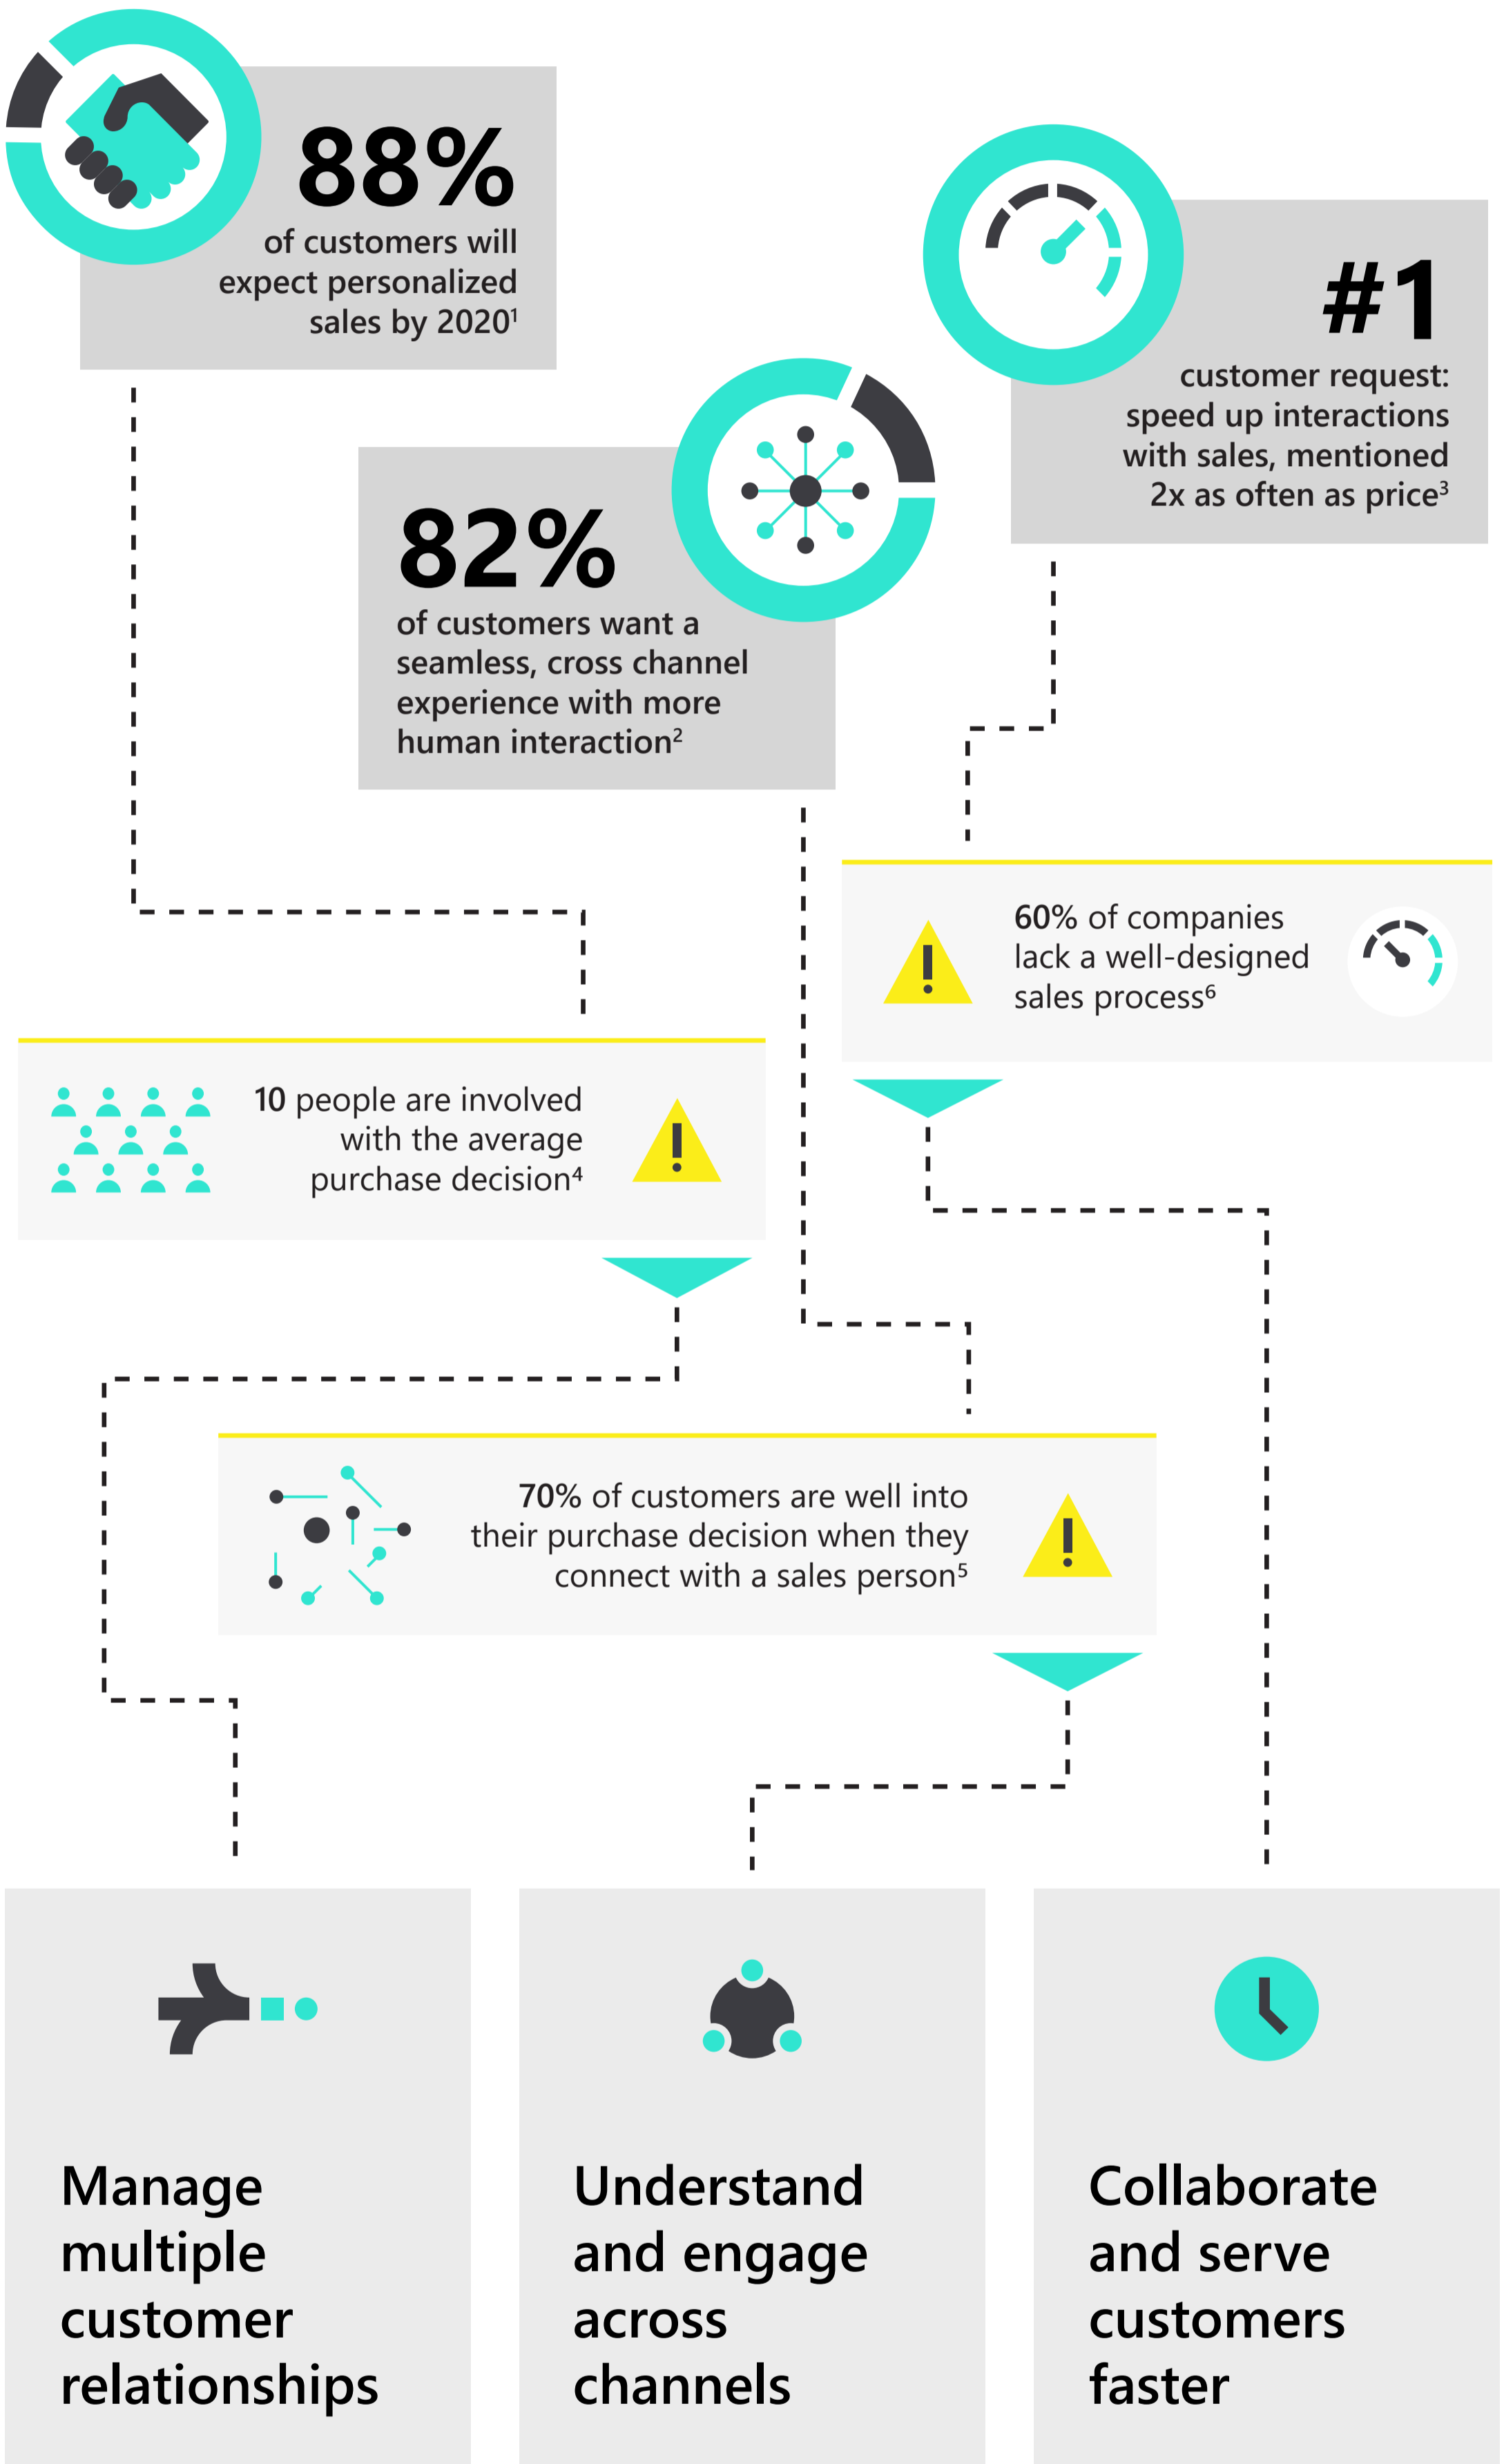 88%
of customers will
expect personalized
sales by 2020¹
#1
customer request:
speed up interactions
with sales, mentioned
2x as often as price³
82%
of customers want a
seamless, cross channel
experience with more
human interaction²
60% of companies
lack a well-designed
sales process⁶
10 people are involved
with the average
purchase decision⁴
70% of customers are well into
their purchase decision when they
connect with a sales person⁵
Manage
multiple
customer
relationships
Understand
and engage
across
channels
Collaborate
and serve
customers
faster